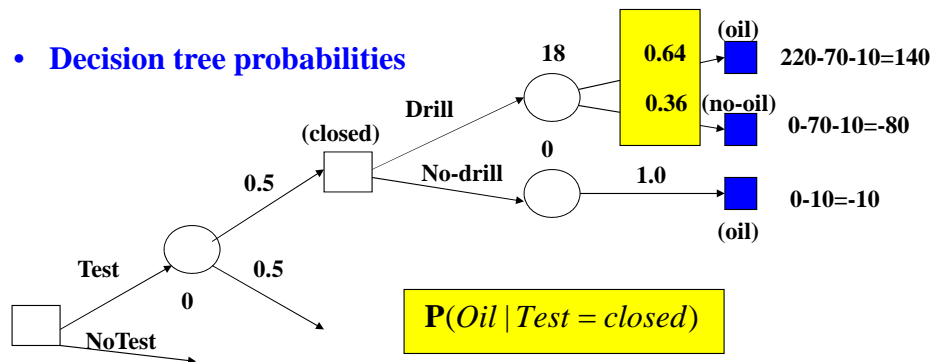 • Decision tree probabilities
18
0.64
(oil)
220-70-10=140
Drill
0.36
(no-oil)
0-70-10=-80
(closed)
0
No-drill
1.0
0-10=-10
(oil)
0.5
Test
0.5
0
NoTest
P(Oil | Test = closed)